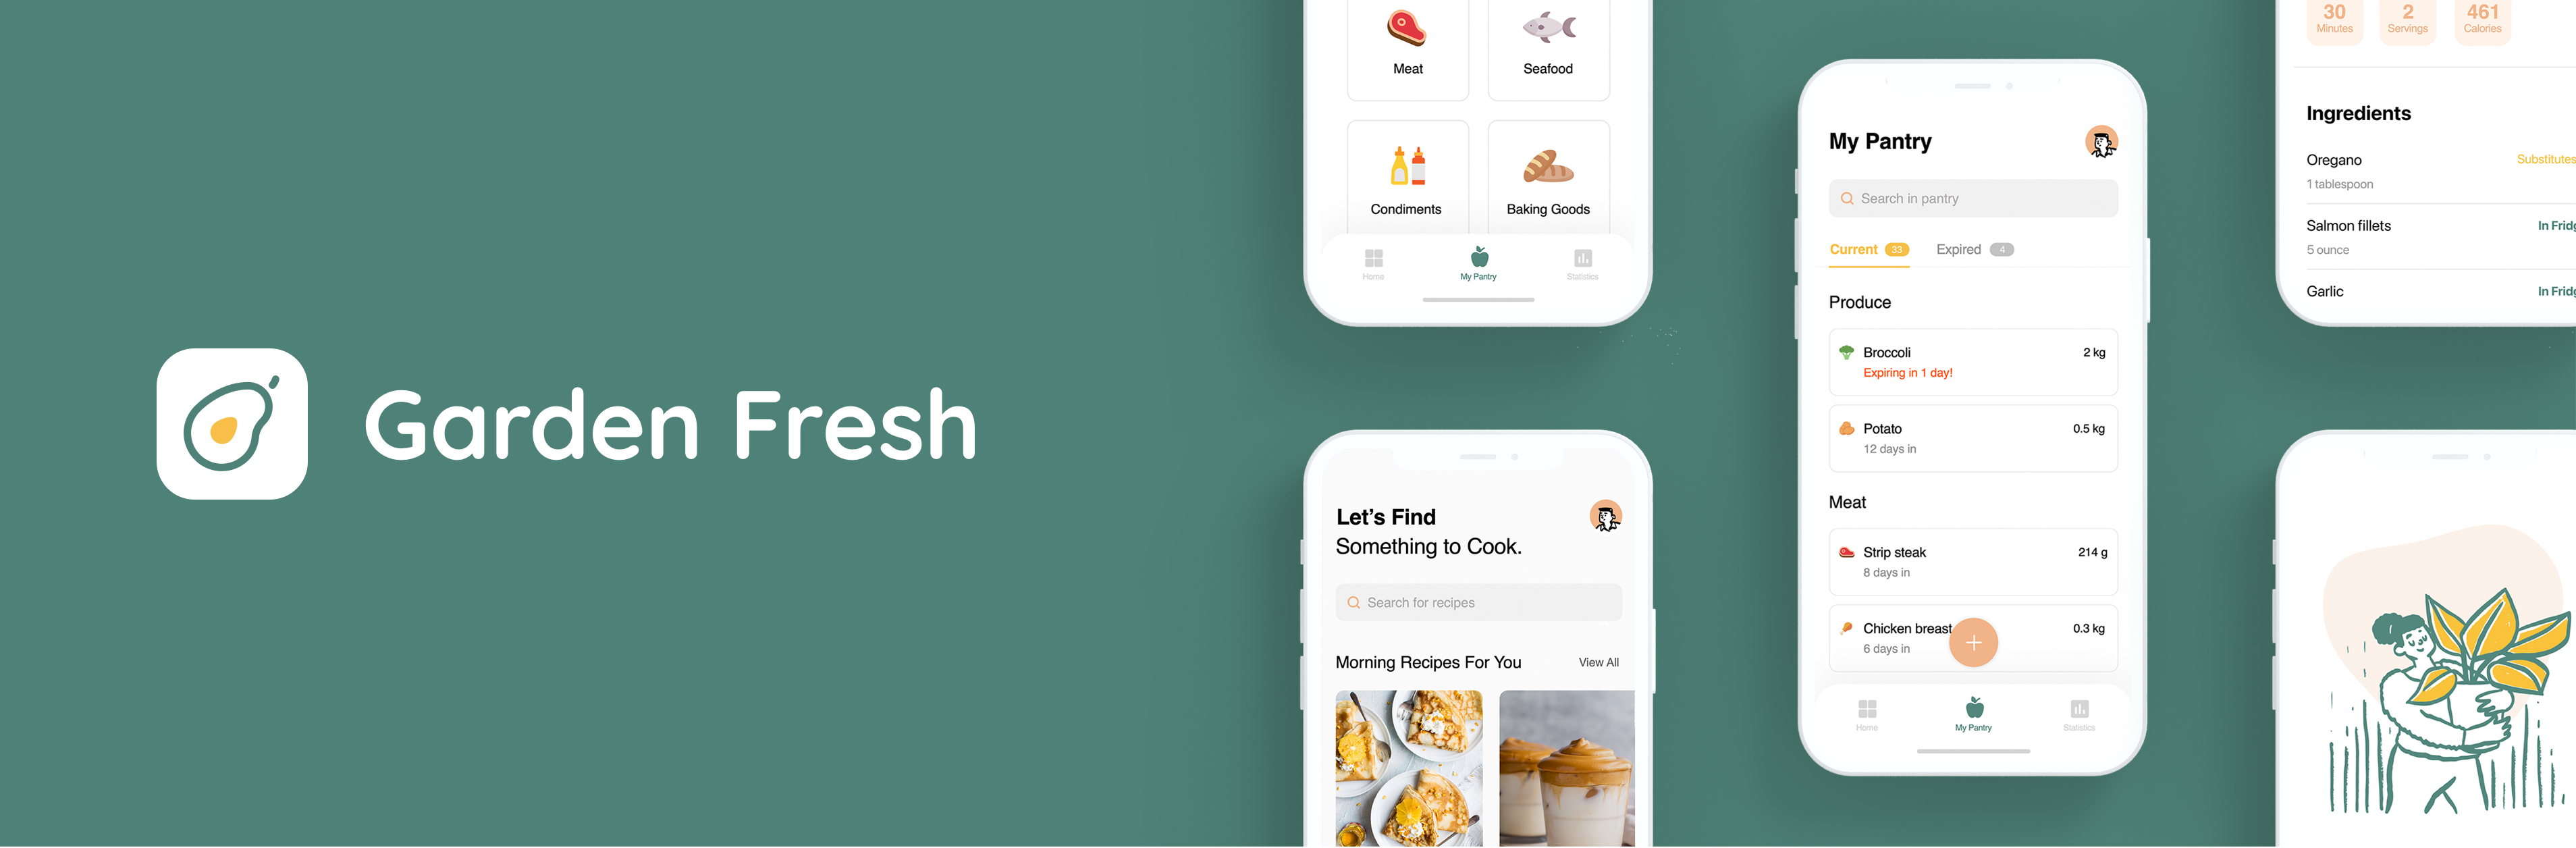 Garden Fresh
Meat
Seafood
Condiments
Baking Goods
Home
My Pantry
Statistics
Let's Find
Something to Cook.
Search for recipes
Morning Recipes For You
View All
My Pantry
Search in pantry
Current 33
Expired 4
Produce
Broccoli 2 kg
Expiring in 1 day!
Potato 0.5 kg
12 days in
Meat
Strip steak 214 g
8 days in
Chicken breast 0.3 kg
6 days in
Home
My Pantry
Statistics
30 2 461
Minutes Servings Calories
Ingredients
Oregano Substitutes
1 tablespoon
Salmon fillets In Fridg
5 ounce
Garlic In Fridg